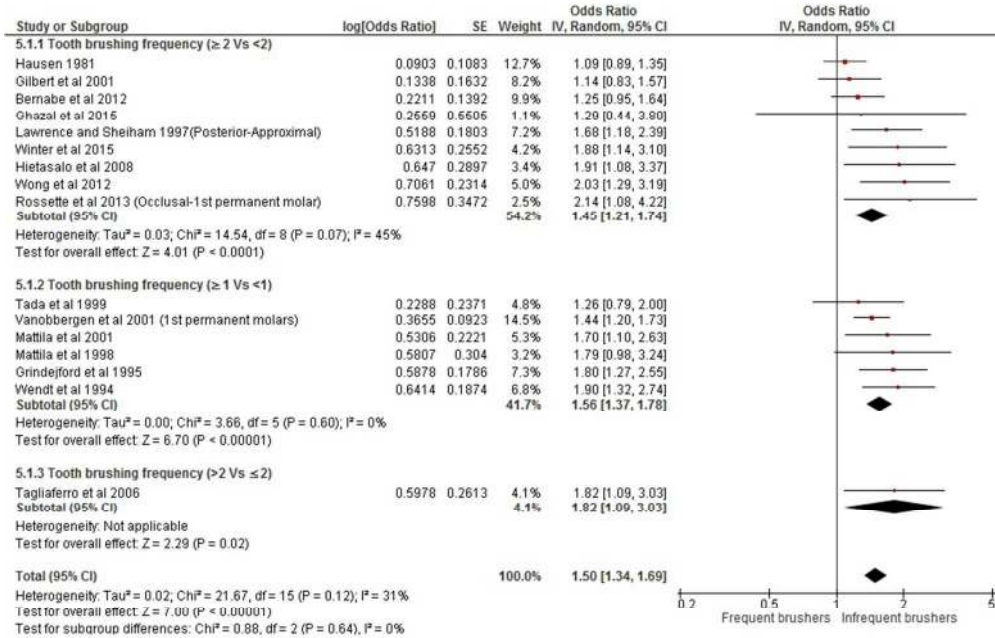 Odds Ratio Odds Ratio
Study or Subgroup log[Odds Ratio] SE Weight IV, Random, 95% CI IV, Random, 95% CI
5.1.1 Tooth brushing frequency (≥ 2 Vs <2)
Hausen 1981 0.0903 0.1083 12.7% 1.09 [0.89, 1.35]
Gilbert et al 2001 0.1338 0.1632 8.2% 1.14 [0.83, 1.57]
Bernabe et al 2012 0.2211 0.1392 9.9% 1.25 [0.95, 1.64]
Ghazal et al 2015 1.1%
Lawrence and Sheiham 1997(Posterior-Approximal) 0.5188 0.1803 7.2% 1.68 [1.18, 2.39]
Winter et al 2015 0.6313 0.2552 4.2% 1.88 [1.14, 3.10]
Hietasalo et al 2008 0.647 0.2897 3.4% 1.91 [1.08, 3.37]
Wong et al 2012 0.7061 0.2314 5.0% 2.03 [1.29, 3.19]
Rossette et al 2013 (Occlusal-1st permanent molar) 0.7598 0.3472 2.5% 2.14 [1.08, 4.22]
Subtotal (95% CI) 54.2% 1.45 [1.21, 1.74]
Heterogeneity: Tau² = 0.03; Chi² = 14.54, df = 8 (P = 0.07); I² = 45%
Test for overall effect: Z = 4.01 (P < 0.0001)
5.1.2 Tooth brushing frequency (≥ 1 Vs <1)
Tada et al 1999 0.2288 0.2371 4.8% 1.26 [0.79, 2.00]
Vanobbergen et al 2001 (1st permanent molars) 0.3655 0.0923 14.5% 1.44 [1.20, 1.73]
Mattila et al 2001 0.5306 0.2221 5.3% 1.70 [1.10, 2.63]
Mattila et al 1998 0.5807 0.304 3.2% 1.79 [0.98, 3.24]
Grindejford et al 1995 0.5878 0.1786 7.3% 1.80 [1.27, 2.55]
Wendt et al 1994 0.6414 0.1874 6.8% 1.90 [1.32, 2.74]
Subtotal (95% CI) 41.7% 1.56 [1.37, 1.78]
Heterogeneity: Tau² = 0.00; Chi² = 3.66, df = 5 (P = 0.60); I² = 0%
Test for overall effect: Z = 6.70 (P < 0.00001)
5.1.3 Tooth brushing frequency (>2 Vs ≤2)
Tagliaferro et al 2006 0.5978 0.2613 4.1% 1.82 [1.09, 3.03]
Subtotal (95% CI) 4.1% 1.82 [1.09, 3.03]
Heterogeneity: Not applicable
Test for overall effect: Z = 2.29 (P = 0.02)
Total (95% CI) 100.0% 1.50 [1.34, 1.69]
Heterogeneity: Tau² = 0.02; Chi² = 21.67, df = 15 (P = 0.12); I² = 31%
Test for overall effect: Z = 7.00 (P < 0.00001)
Test for subgroup differences: Chi² = 0.88, df = 2 (P = 0.64), I² = 0%
0.2 0.5 1 2 5
Frequent brushers Infrequent brushers